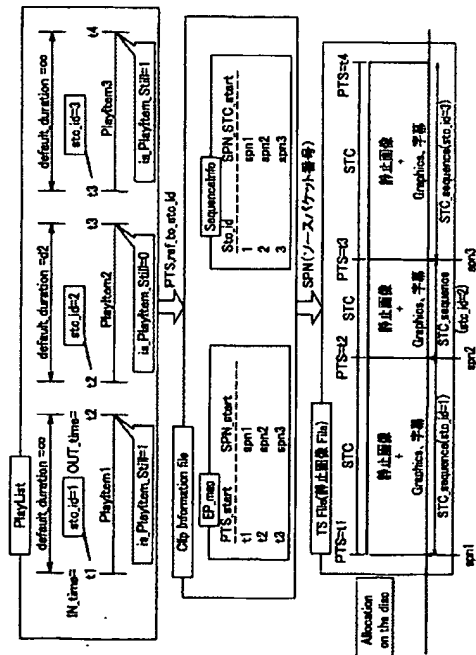 PlayList
default_duration=∞
default_duration=d2
default_duration=∞
IN_time=
sto_id=1
OUT_time=
sto_id=2
sto_id=3
t1
t2
t2
t3
t3
t4
PlayItem1
PlayItem2
PlayItem3
is_PlayItem_Still=1
is_PlayItem_Still=0
is_PlayItem_Still=1
PTS,ref_to_sto_id
Clip Information file
EP_map
PTS_start SPN_start
t1 spn1
t2 spn2
t3 spn3
SequenceInfo
Sto_id SPN_STC_start
1 spn1
2 spn2
3 spn3
SPN(ソースパケット番号)
TS File(静止画像 File)
PTS=t1
PTS=t2
PTS=t3
PTS=t4
STC
STC
STC
静止画像
+
Graphics, 字幕
静止画像
+
Graphics, 字幕
静止画像
+
Graphics, 字幕
STC_sequence(sto_id=1)
STC_sequence
(sto_id=2)
STC_sequence(sto_id=3)
Allocation
on the disc
spn1
spn2
spn3